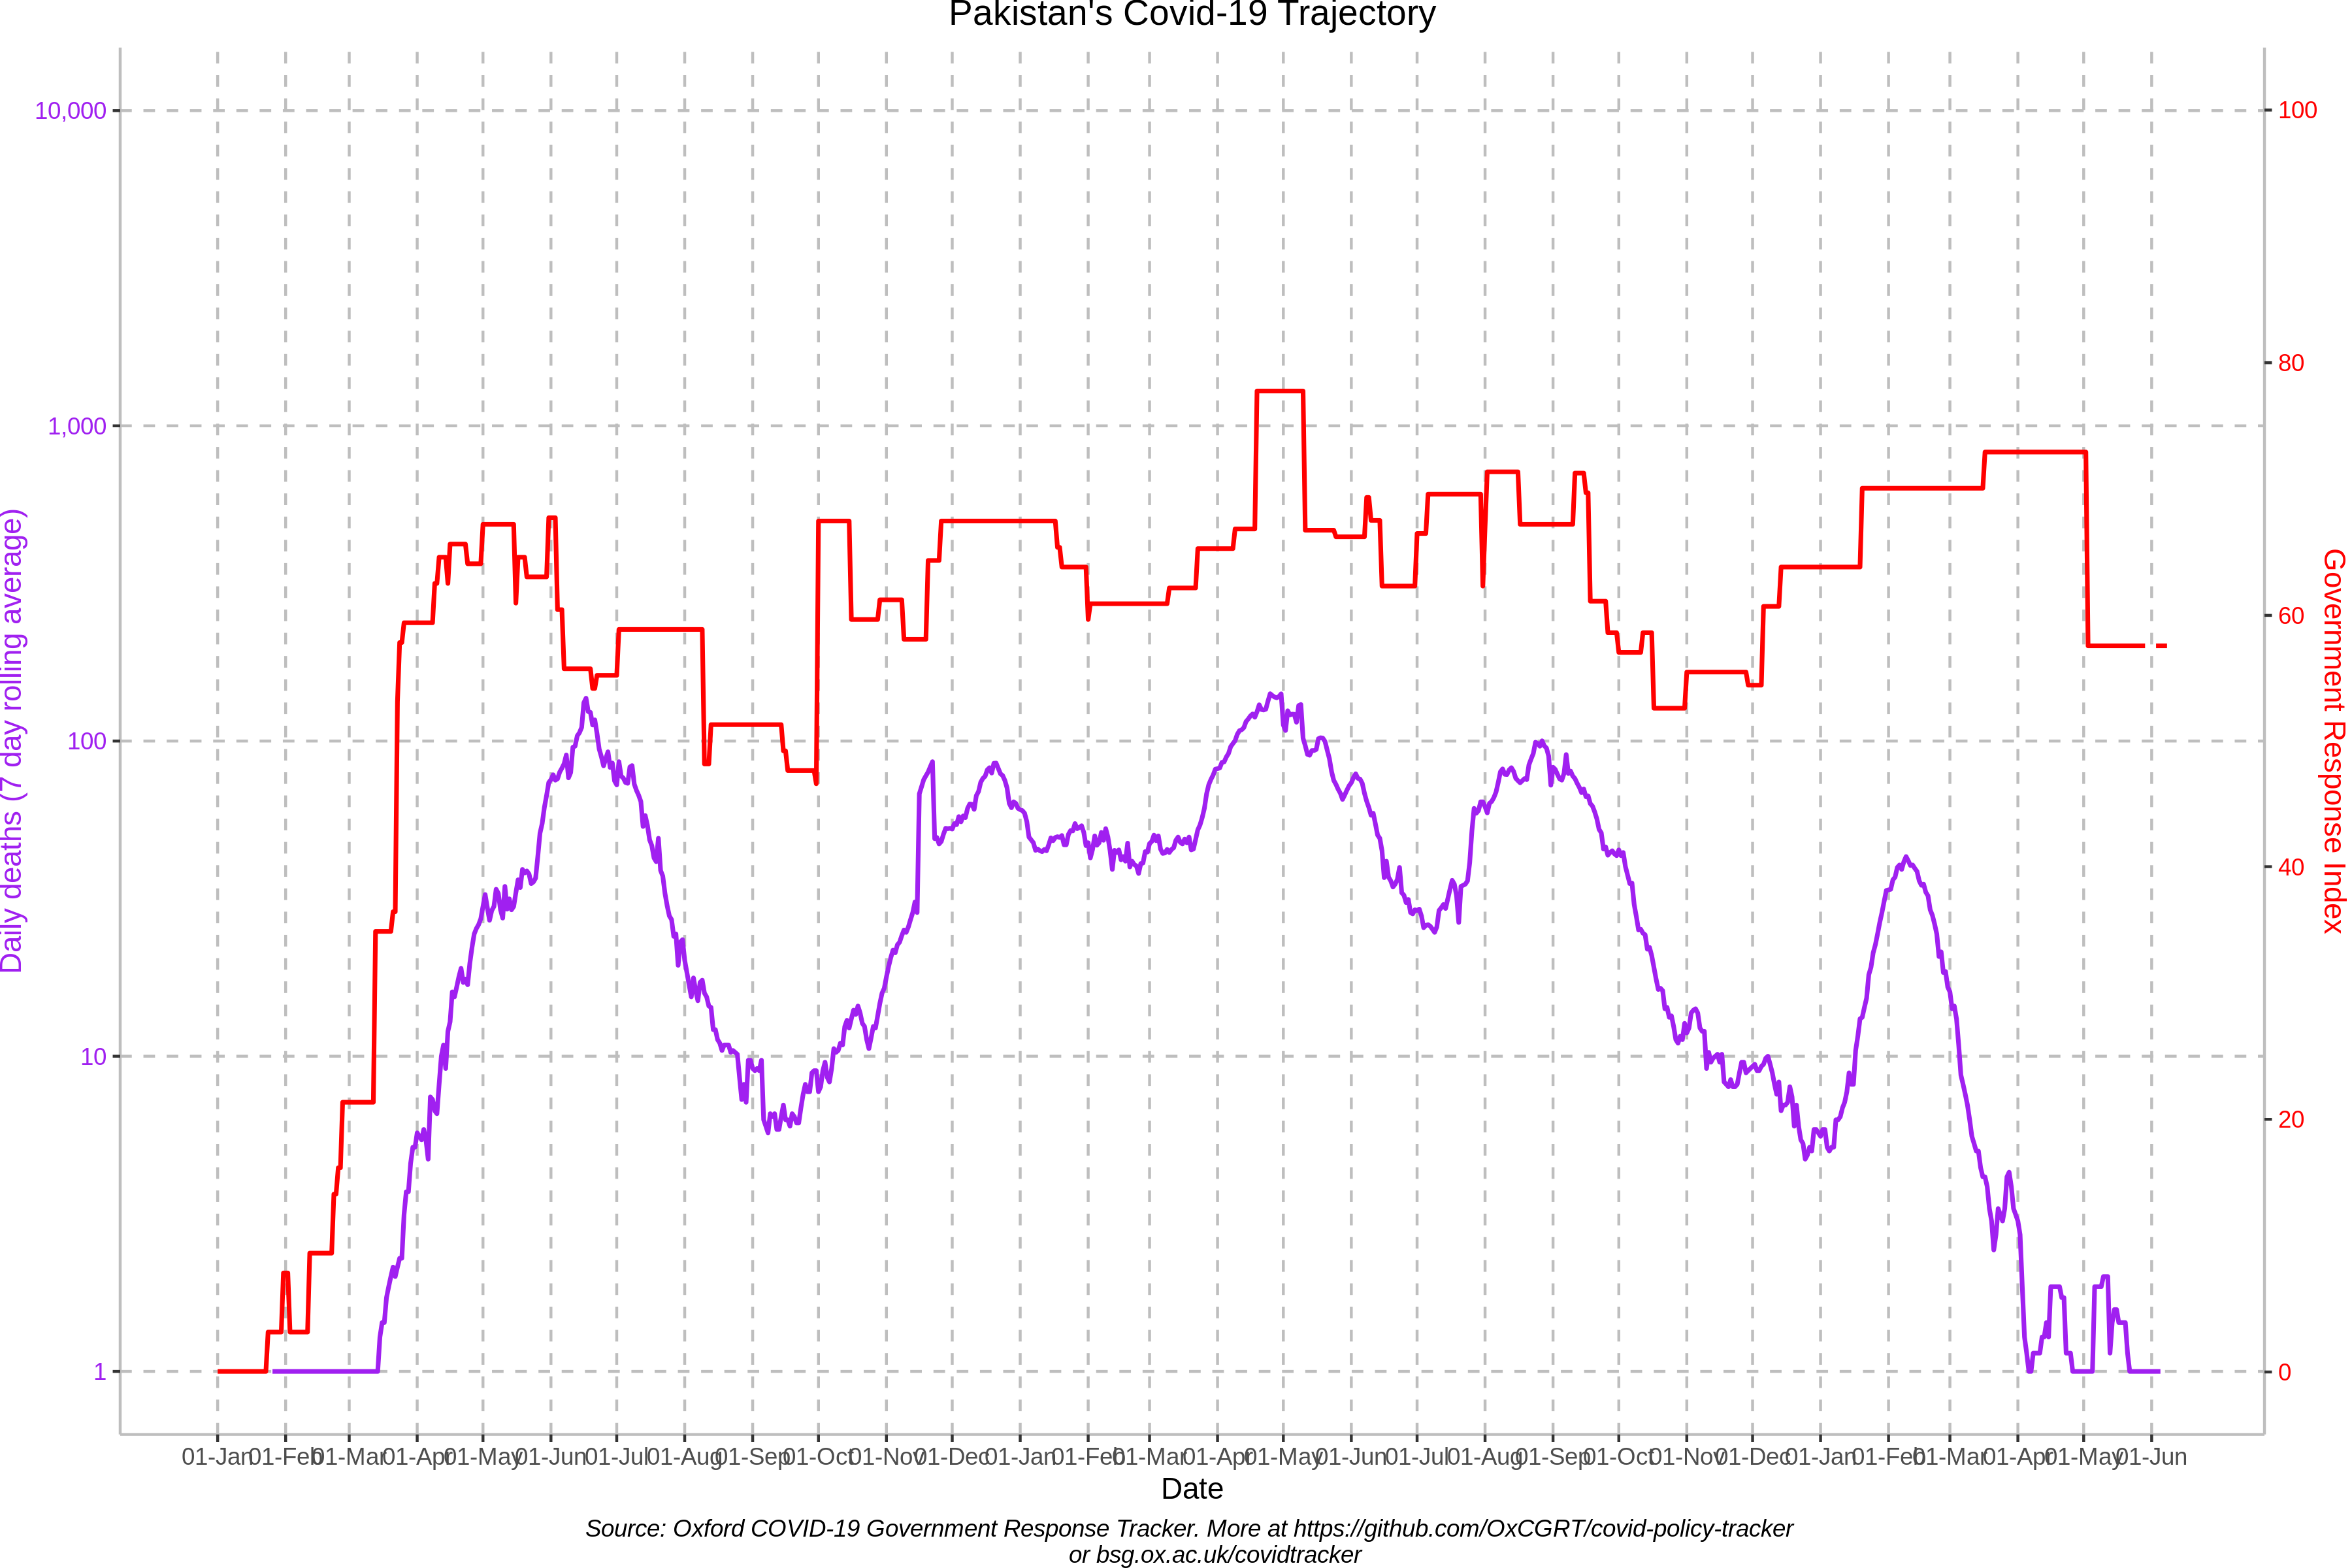 Pakistan's Covid-19 Trajectory
10,000
1,000
100
10
1
Daily deaths (7 day rolling average)
100
80
60
40
20
0
Government Response Index
01-Jan 01-Feb 01-Mar 01-Apr 01-May 01-Jun 01-Jul 01-Aug 01-Sep 01-Oct 01-Nov 01-Dec 01-Jan 01-Feb 01-Mar 01-Apr 01-May 01-Jun 01-Jul 01-Aug 01-Sep 01-Oct 01-Nov 01-Dec 01-Jan 01-Feb 01-Mar 01-Apr 01-May 01-Jun
Date
Source: Oxford COVID-19 Government Response Tracker. More at https://github.com/OxCGRT/covid-policy-tracker
or bsg.ox.ac.uk/covidtracker